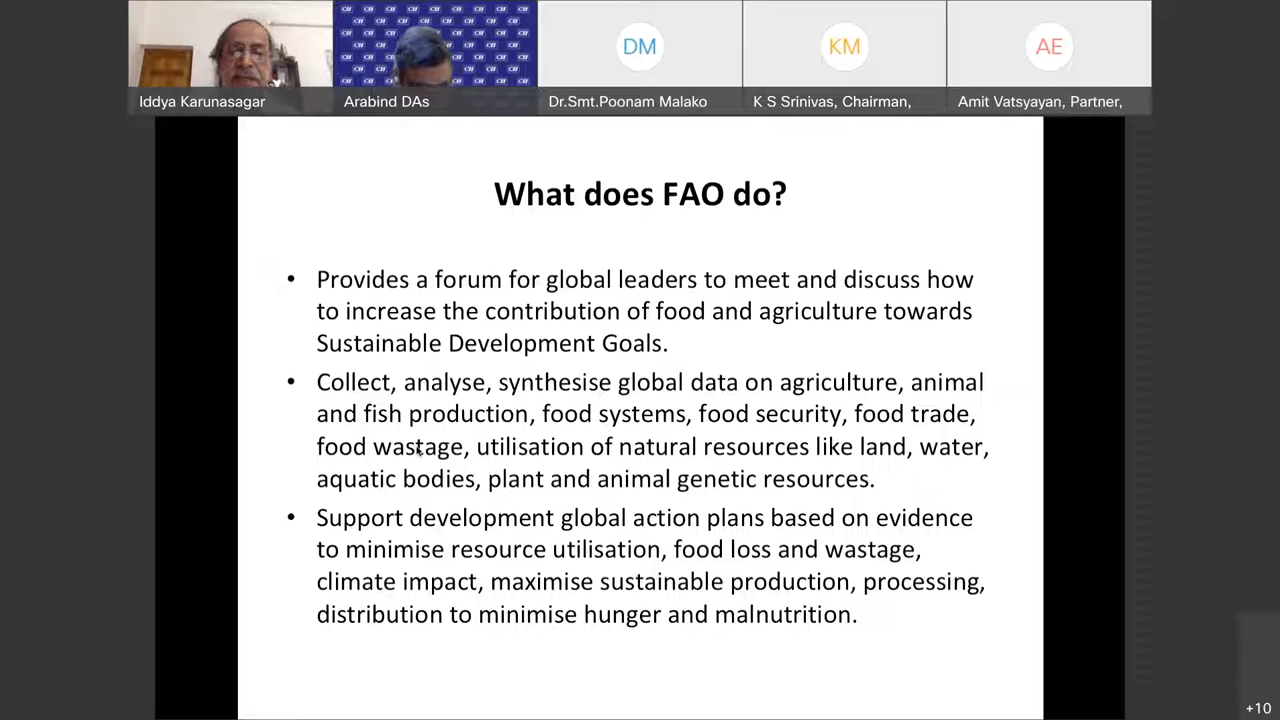 Iddya Karunasagar
Arabind DAs
DM
Dr.Smt.Poonam Malako
KM
K S Srinivas, Chairman,
AE
Amit Vatsyayan, Partner,
What does FAO do?
• Provides a forum for global leaders to meet and discuss how
to increase the contribution of food and agriculture towards
Sustainable Development Goals.
• Collect, analyse, synthesise global data on agriculture, animal
and fish production, food systems, food security, food trade,
food wastage, utilisation of natural resources like land, water,
aquatic bodies, plant and animal genetic resources.
• Support development global action plans based on evidence
to minimise resource utilisation, food loss and wastage,
climate impact, maximise sustainable production, processing,
distribution to minimise hunger and malnutrition.
+10